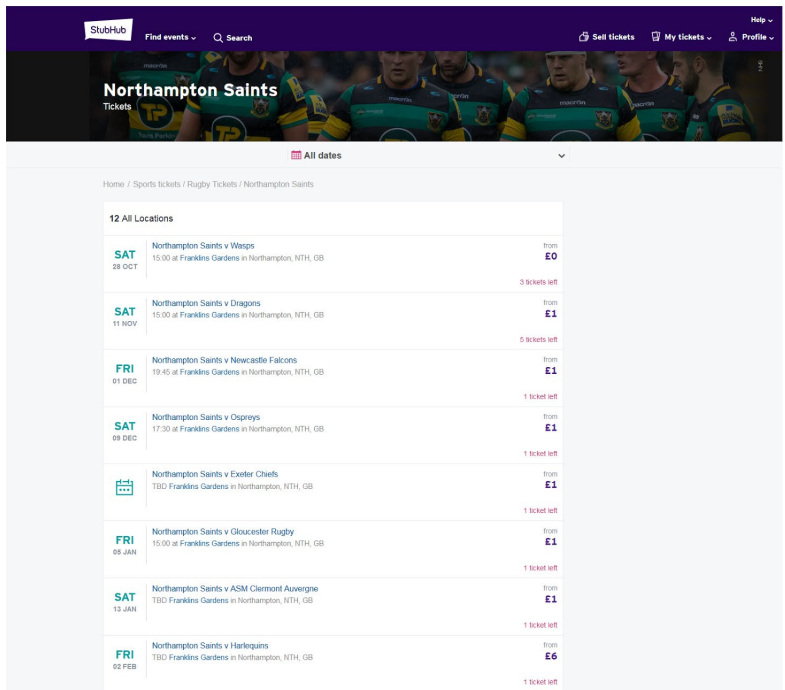 Help
StubHub
Find events
Search
Sell tickets
My tickets
Profile
Northampton Saints
Tickets
macron
TP
All dates
Home / Sports tickets / Rugby Tickets / Northampton Saints
12 All Locations
SAT
28 OCT
Northampton Saints v Wasps
15:00 at Franklins Gardens in Northampton, NTH, GB
from
£0
3 tickets left
SAT
11 NOV
Northampton Saints v Dragons
15:00 at Franklins Gardens in Northampton, NTH, GB
from
£1
5 tickets left
FRI
01 DEC
Northampton Saints v Newcastle Falcons
19:45 at Franklins Gardens in Northampton, NTH, GB
from
£1
1 ticket left
SAT
09 DEC
Northampton Saints v Ospreys
17:30 at Franklins Gardens in Northampton, NTH, GB
from
£1
1 ticket left
Northampton Saints v Exeter Chiefs
TBD Franklins Gardens in Northampton, NTH, GB
from
£1
1 ticket left
FRI
05 JAN
Northampton Saints v Gloucester Rugby
15:00 at Franklins Gardens in Northampton, NTH, GB
from
£1
1 ticket left
SAT
13 JAN
Northampton Saints v ASM Clermont Auvergne
TBD Franklins Gardens in Northampton, NTH, GB
from
£1
1 ticket left
FRI
02 FEB
Northampton Saints v Harlequins
TBD Franklins Gardens in Northampton, NTH, GB
from
£6
1 ticket left